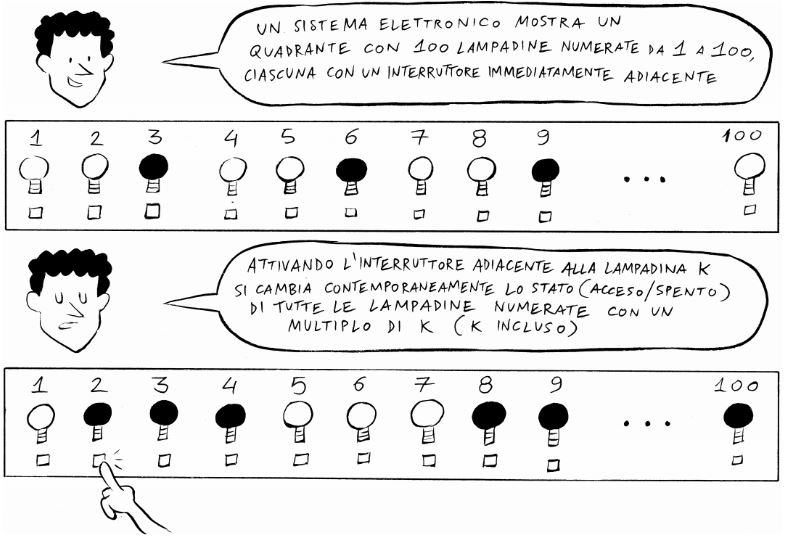 UN SISTEMA ELETTRONICO MOSTRA UN
QUADRANTE CON 100 LAMPADINE NUMERATE DA 1 A 100,
CIASCUNA CON UN INTERRUTTORE IMMEDIATAMENTE ADIACENTE
1 2 3 4 5 6 7 8 9 100
...
ATTIVANDO L'INTERRUTTORE ADIACENTE ALLA LAMPADINA K
SI CAMBIA CONTEMPORANEAMENTE LO STATO (ACCESO/SPENTO)
DI TUTTE LE LAMPADINE NUMERATE CON UN
MULTIPLO DI K (K INCLUSO)
1 2 3 4 5 6 7 8 9 100
...